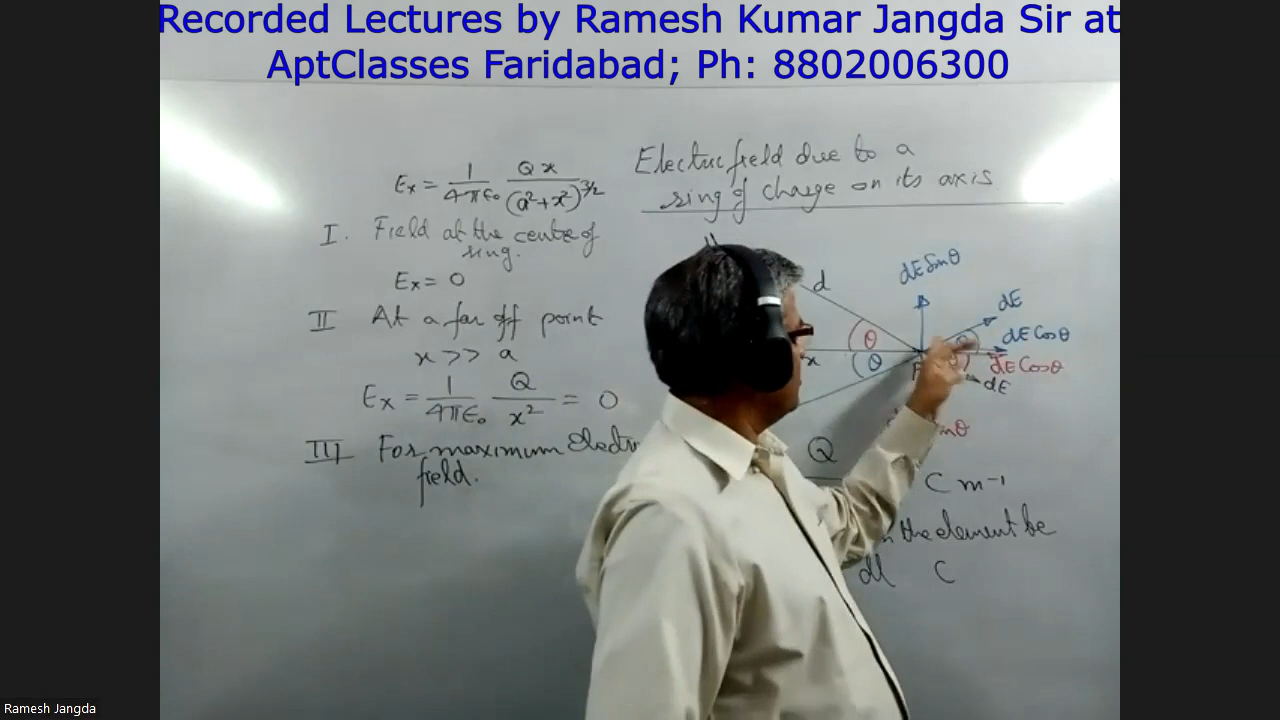 Recorded Lectures by Ramesh Kumar Jangda Sir at
AptClasses Faridabad; Ph: 8802006300
Ex = 1/4πϵ₀ Qx/(a²+x²)^3/2
I. Field at the centre of
ring.
Ex = 0
II At a far off point
x >> a
Ex = 1/4πϵ₀ Q/x² = 0
III For maximum Electri
field.
Electric field due to a
ring of charge on its axis
dE Sinθ
d
dE
θ
θ
dE Cosθ
x
θ
P
dE Cosθ
dE
inθ
Q
C m⁻¹
the element be
dl C
Ramesh Jangda